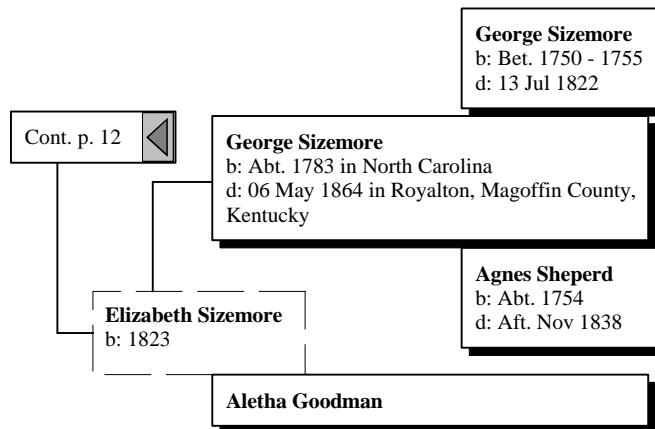 George Sizemore
b: Bet. 1750 - 1755
d: 13 Jul 1822
Cont. p. 12
George Sizemore
b: Abt. 1783 in North Carolina
d: 06 May 1864 in Royalton, Magoffin County,
Kentucky
Agnes Sheperd
b: Abt. 1754
d: Aft. Nov 1838
Elizabeth Sizemore
b: 1823
Aletha Goodman